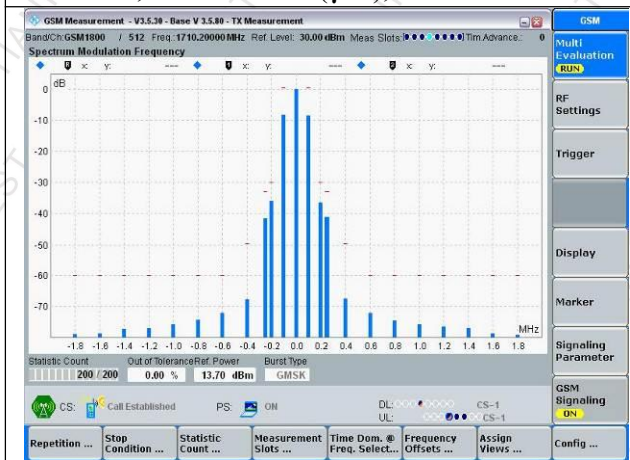 GSM Measurement - V3.5.30 - Base V 3.5.80 - TX Measurement
GSM
Band/Ch:GSM1800 / 512 Freq.:1710.20000 MHz Ref. Level: 30.00 dBm Meas Slots: Tim.Advance.: 0
Spectrum Modulation Frequency
x: y: --- x: y: --- x: y: ---
dB
0
-10
-20
-30
-40
-50
-60
-70
MHz
-1.8 -1.6 -1.4 -1.2 -1.0 -0.8 -0.6 -0.4 -0.2 0.0 0.2 0.4 0.6 0.8 1.0 1.2 1.4 1.6 1.8
Statistic Count Out of Tolerance Ref. Power Burst Type
200 / 200 0.00 % 13.70 dBm GMSK
CS: Call Established PS: ON DL: CS-1
UL: CS-1
Multi
Evaluation
RUN
RF
Settings
Trigger
Display
Marker
Signaling
Parameter
GSM
Signaling
ON
Repetition ... Stop Condition ... Statistic Count ... Measurement Slots ... Time Dom. @ Freq. Select... Frequency Offsets ... Assign Views ... Config ...